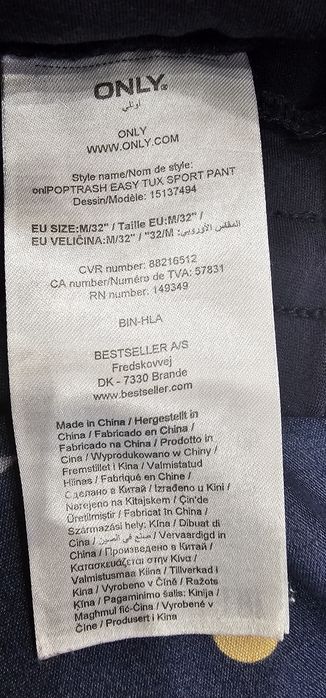 ONLY®
اونلي
ONLY
WWW.ONLY.COM
Style name/Nom de style:
onlPOPTRASH EASY TUX SPORT PANT
Dessin/Modèle: 15137494
EU SIZE:M/32" / Taille EU:M/32" /
EU VELIČINA:M/32" / "32/M :المقاس الأوروبي
CVR number: 88216512
CA number/Numéro de TVA: 57831
RN number: 149349
BIN-HLA
BESTSELLER A/S
Fredskovvej
DK - 7330 Brande
www.bestseller.com
Made in China / Hergestellt in
China / Fabricado en China /
Fabricado na China / Prodotto in
Cina / Wyprodukowano w Chiny /
Fremstillet i Kina / Valmistatud
Hiinas / Fabriqué en Chine /
Сделано в Китай / Izrađeno u Kini /
Narejeno na Kitajskem / Çin'de
Üretilmiştir / Fabricat în China /
Származási hely: Kína / Dibuat di
Cina / صنع في الصين / Vervaardigd in
China / Произведено в Китай /
Κατασκευάζεται στην Κίνα /
Valmistusmaa Kiina / Tillverkad i
Kina / Vyrobeno v Číně / Ražots
Ķīna / Pagaminimo šalis: Kinija /
Magħmul fiċ-Ċina / Vyrobené v
Číne / Produsert i Kina